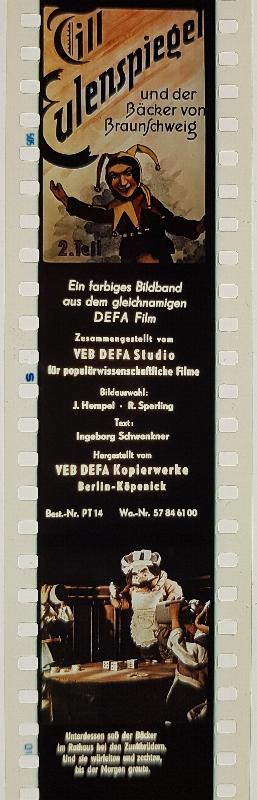 Till
Eulenspiegel
und der
Bäcker von
Braunschweig
2. Teil
Ein farbiges Bildband
aus dem gleichnamigen
DEFA Film
Zusammengestellt vom
VEB DEFA Studio
für populärwissenschaftliche Filme
Bildauswahl:
J. Hempel · R. Sperling
Text:
Ingeborg Schwenkner
Hergestellt vom
VEB DEFA Kopierwerke
Berlin-Köpenick
Best.-Nr. PT 14 Wa.-Nr. 57 84 61 00
Unterdessen saß der Bäcker
im Rathaus bei den Zunftbrüdern.
Und sie würfelten und zechten,
bis der Morgen graute.